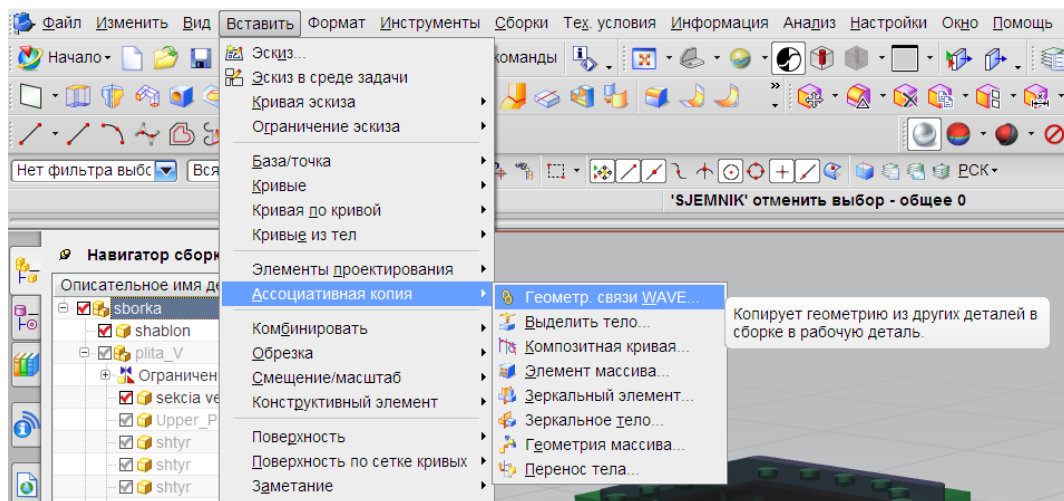 Файл Изменить Вид Вставить Формат Инструменты Сборки Тех. условия Информация Анализ Настройки Окно Помощь
Начало
Эскиз...
команды
Эскиз в среде задачи
Кривая эскиза
Ограничение эскиза
Нет фильтра выбо
Вся
База/точка
РСК
Кривые
'SJEMNIK' отменить выбор - общее 0
Кривая по кривой
Кривые из тел
Навигатор сборк
Элементы проектирования
Описательное имя де
Ассоциативная копия
Геометр. связи WAVE...
sborka
Копирует геометрию из других деталей в
сборке в рабочую деталь.
shablon
Комбинировать
Выделить тело...
plita_V
Обрезка
Композитная кривая...
Ограничен
Смещение/масштаб
Элемент массива...
sekcia ve
Конструктивный элемент
Зеркальный элемент...
Upper_P
Зеркальное тело...
shtyr
Поверхность
Геометрия массива...
shtyr
Поверхность по сетке кривых
Перенос тела...
shtyr
Заметание